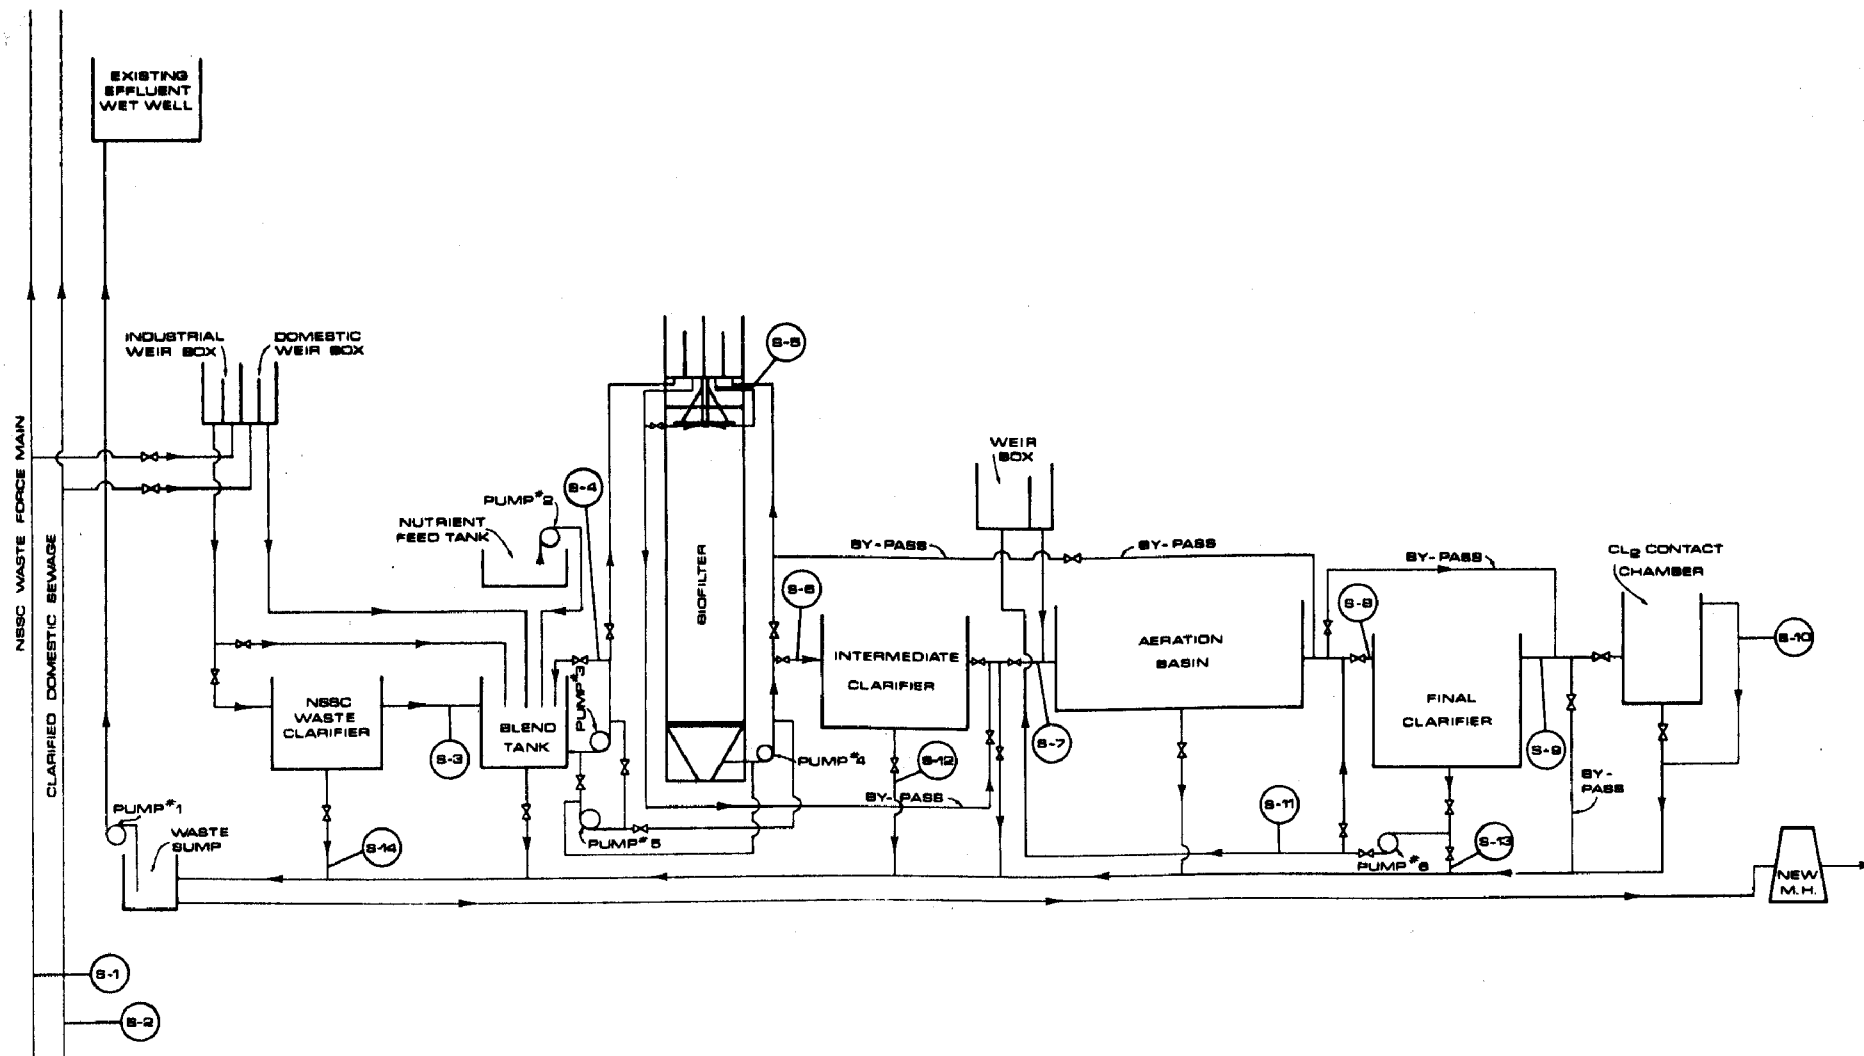 EXISTING
EFFLUENT
WET WELL
INDUSTRIAL
WEIR BOX
DOMESTIC
WEIR BOX
S-5
NSSC WASTE FORCE MAIN
CLARIFIED DOMESTIC SEWAGE
WEIR
BOX
S-4
PUMP #2
NUTRIENT
FEED TANK
BIOFILTER
BY-PASS
BY-PASS
BY-PASS
CL2 CONTACT
CHAMBER
S-6
S-8
S-10
INTERMEDIATE
CLARIFIER
AERATION
BASIN
FINAL
CLARIFIER
NSSC
WASTE
CLARIFIER
BLEND
TANK
PUMP #3
S-3
S-7
S-9
PUMP #4
S-12
BY-PASS
BY-
PASS
S-11
PUMP #1
WASTE
SUMP
S-14
PUMP #5
S-13
PUMP #6
NEW
M.H.
S-1
S-2